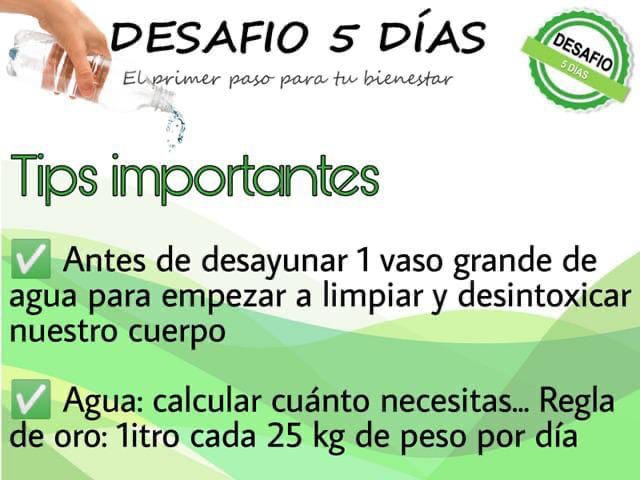 DESAFIO 5 DÍAS
El primer paso para tu bienestar
DESAFIO
5 DÍAS
Tips importantes
✅ Antes de desayunar 1 vaso grande de
agua para empezar a limpiar y desintoxicar
nuestro cuerpo
✅ Agua: calcular cuánto necesitas... Regla
de oro: 1itro cada 25 kg de peso por día